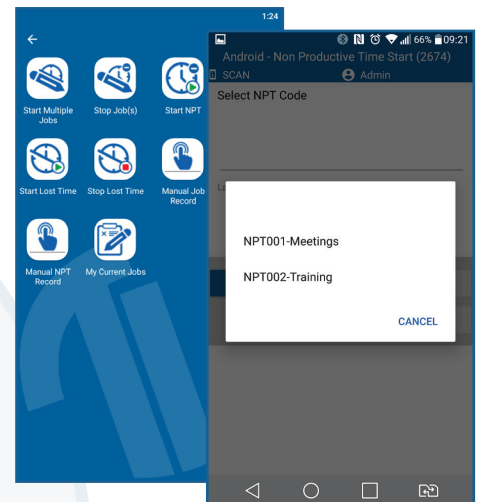 1:24
Start Multiple
Jobs
Stop Job(s)
Start NPT
Start Lost Time
Stop Lost Time
Manual Job
Record
Manual NPT
Record
My Current Jobs
66% 09:21
Android - Non Productive Time Start (2674)
SCAN
Admin
Select NPT Code
La
NPT001-Meetings
NPT002-Training
CANCEL